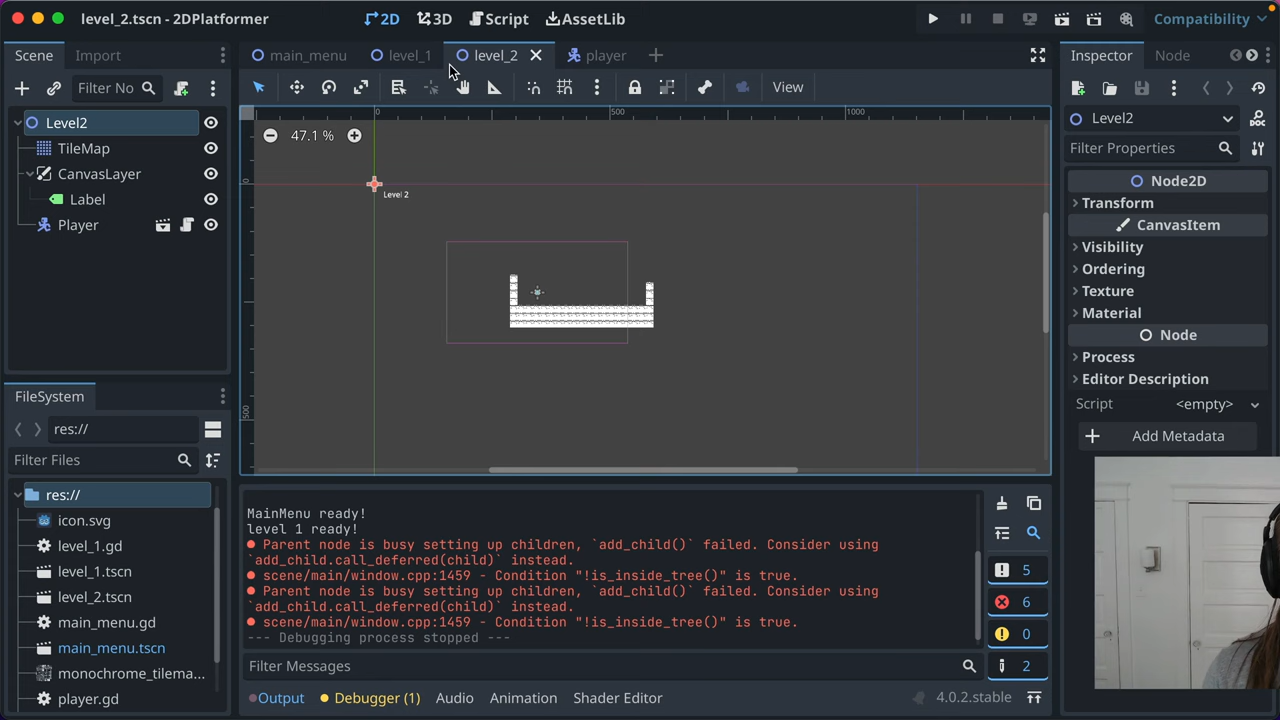 level_2.tscn - 2DPlatformer
2D 3D Script AssetLib
Compatibility
Scene Import
main_menu level_1 level_2 player
Inspector Node
Filter No
View
Level2
TileMap
CanvasLayer
Label
Player
0 500 1000
47.1 %
0
Level 2
500
Level2
Filter Properties
Node2D
Transform
CanvasItem
Visibility
Ordering
Texture
Material
Node
Process
Editor Description
Script <empty>
Add Metadata
FileSystem
res://
Filter Files
res://
icon.svg
level_1.gd
level_1.tscn
level_2.tscn
main_menu.gd
main_menu.tscn
monochrome_tilema...
player.gd
MainMenu ready!
level 1 ready!
Parent node is busy setting up children, `add_child()` failed. Consider using
`add_child.call_deferred(child)` instead.
scene/main/window.cpp:1459 - Condition "!is_inside_tree()" is true.
Parent node is busy setting up children, `add_child()` failed. Consider using
`add_child.call_deferred(child)` instead.
scene/main/window.cpp:1459 - Condition "!is_inside_tree()" is true.
--- Debugging process stopped ---
5
6
0
2
Filter Messages
Output Debugger (1) Audio Animation Shader Editor
4.0.2.stable